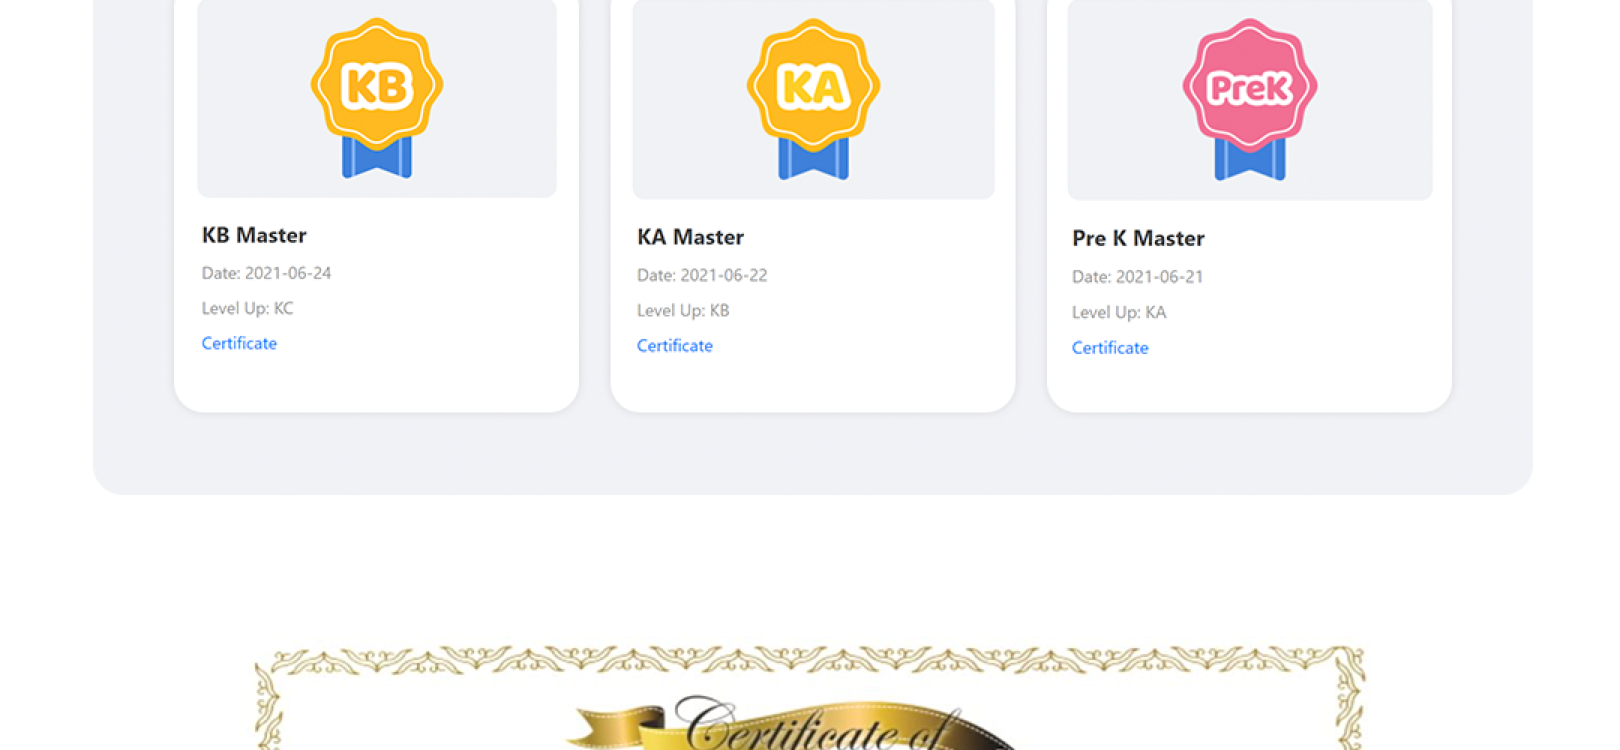 KB
KB Master
Date: 2021-06-24
Level Up: KC
Certificate
KA
KA Master
Date: 2021-06-22
Level Up: KB
Certificate
PreK
Pre K Master
Date: 2021-06-21
Level Up: KA
Certificate
Certificate of